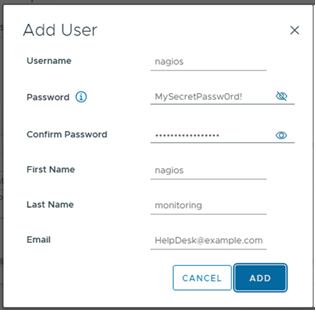 Add User
Username nagios
Password MySecretPassw0rd!
Confirm Password •••••••••••••••••
First Name nagios
Last Name monitoring
Email HelpDesk@example.com
CANCEL ADD